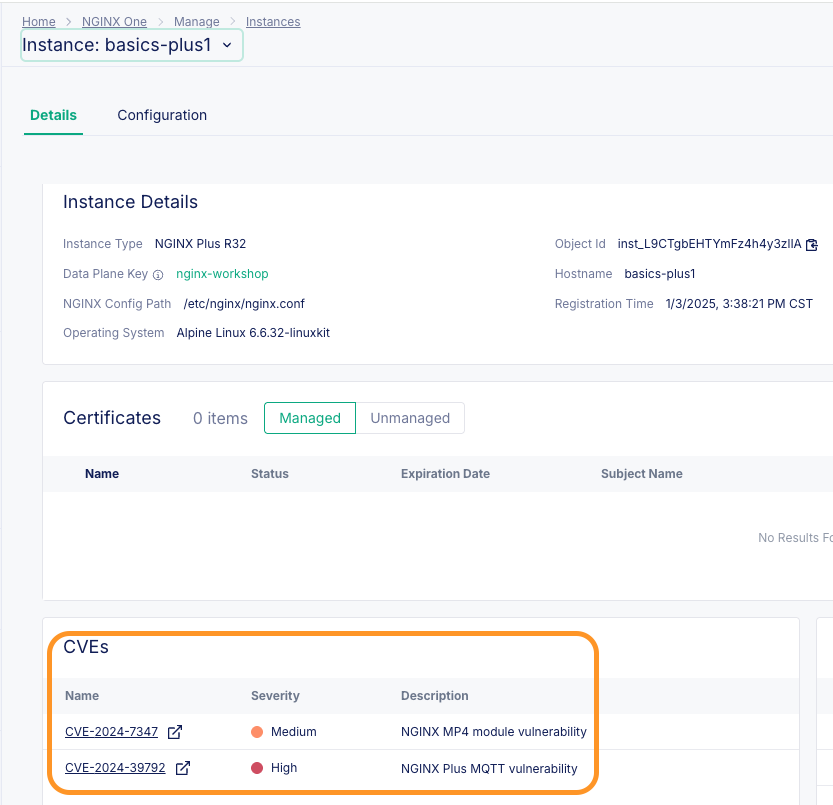 Home > NGINX One > Manage > Instances
Instance: basics-plus1
Details Configuration
Instance Details
Instance Type NGINX Plus R32 Object Id inst_L9CTgbEHTYmFz4h4y3zlIA
Data Plane Key nginx-workshop Hostname basics-plus1
NGINX Config Path /etc/nginx/nginx.conf Registration Time 1/3/2025, 3:38:21 PM CST
Operating System Alpine Linux 6.6.32-linuxkit
Certificates 0 items Managed Unmanaged
Name Status Expiration Date Subject Name
No Results Fo
CVEs
Name Severity Description
CVE-2024-7347 Medium NGINX MP4 module vulnerability
CVE-2024-39792 High NGINX Plus MQTT vulnerability